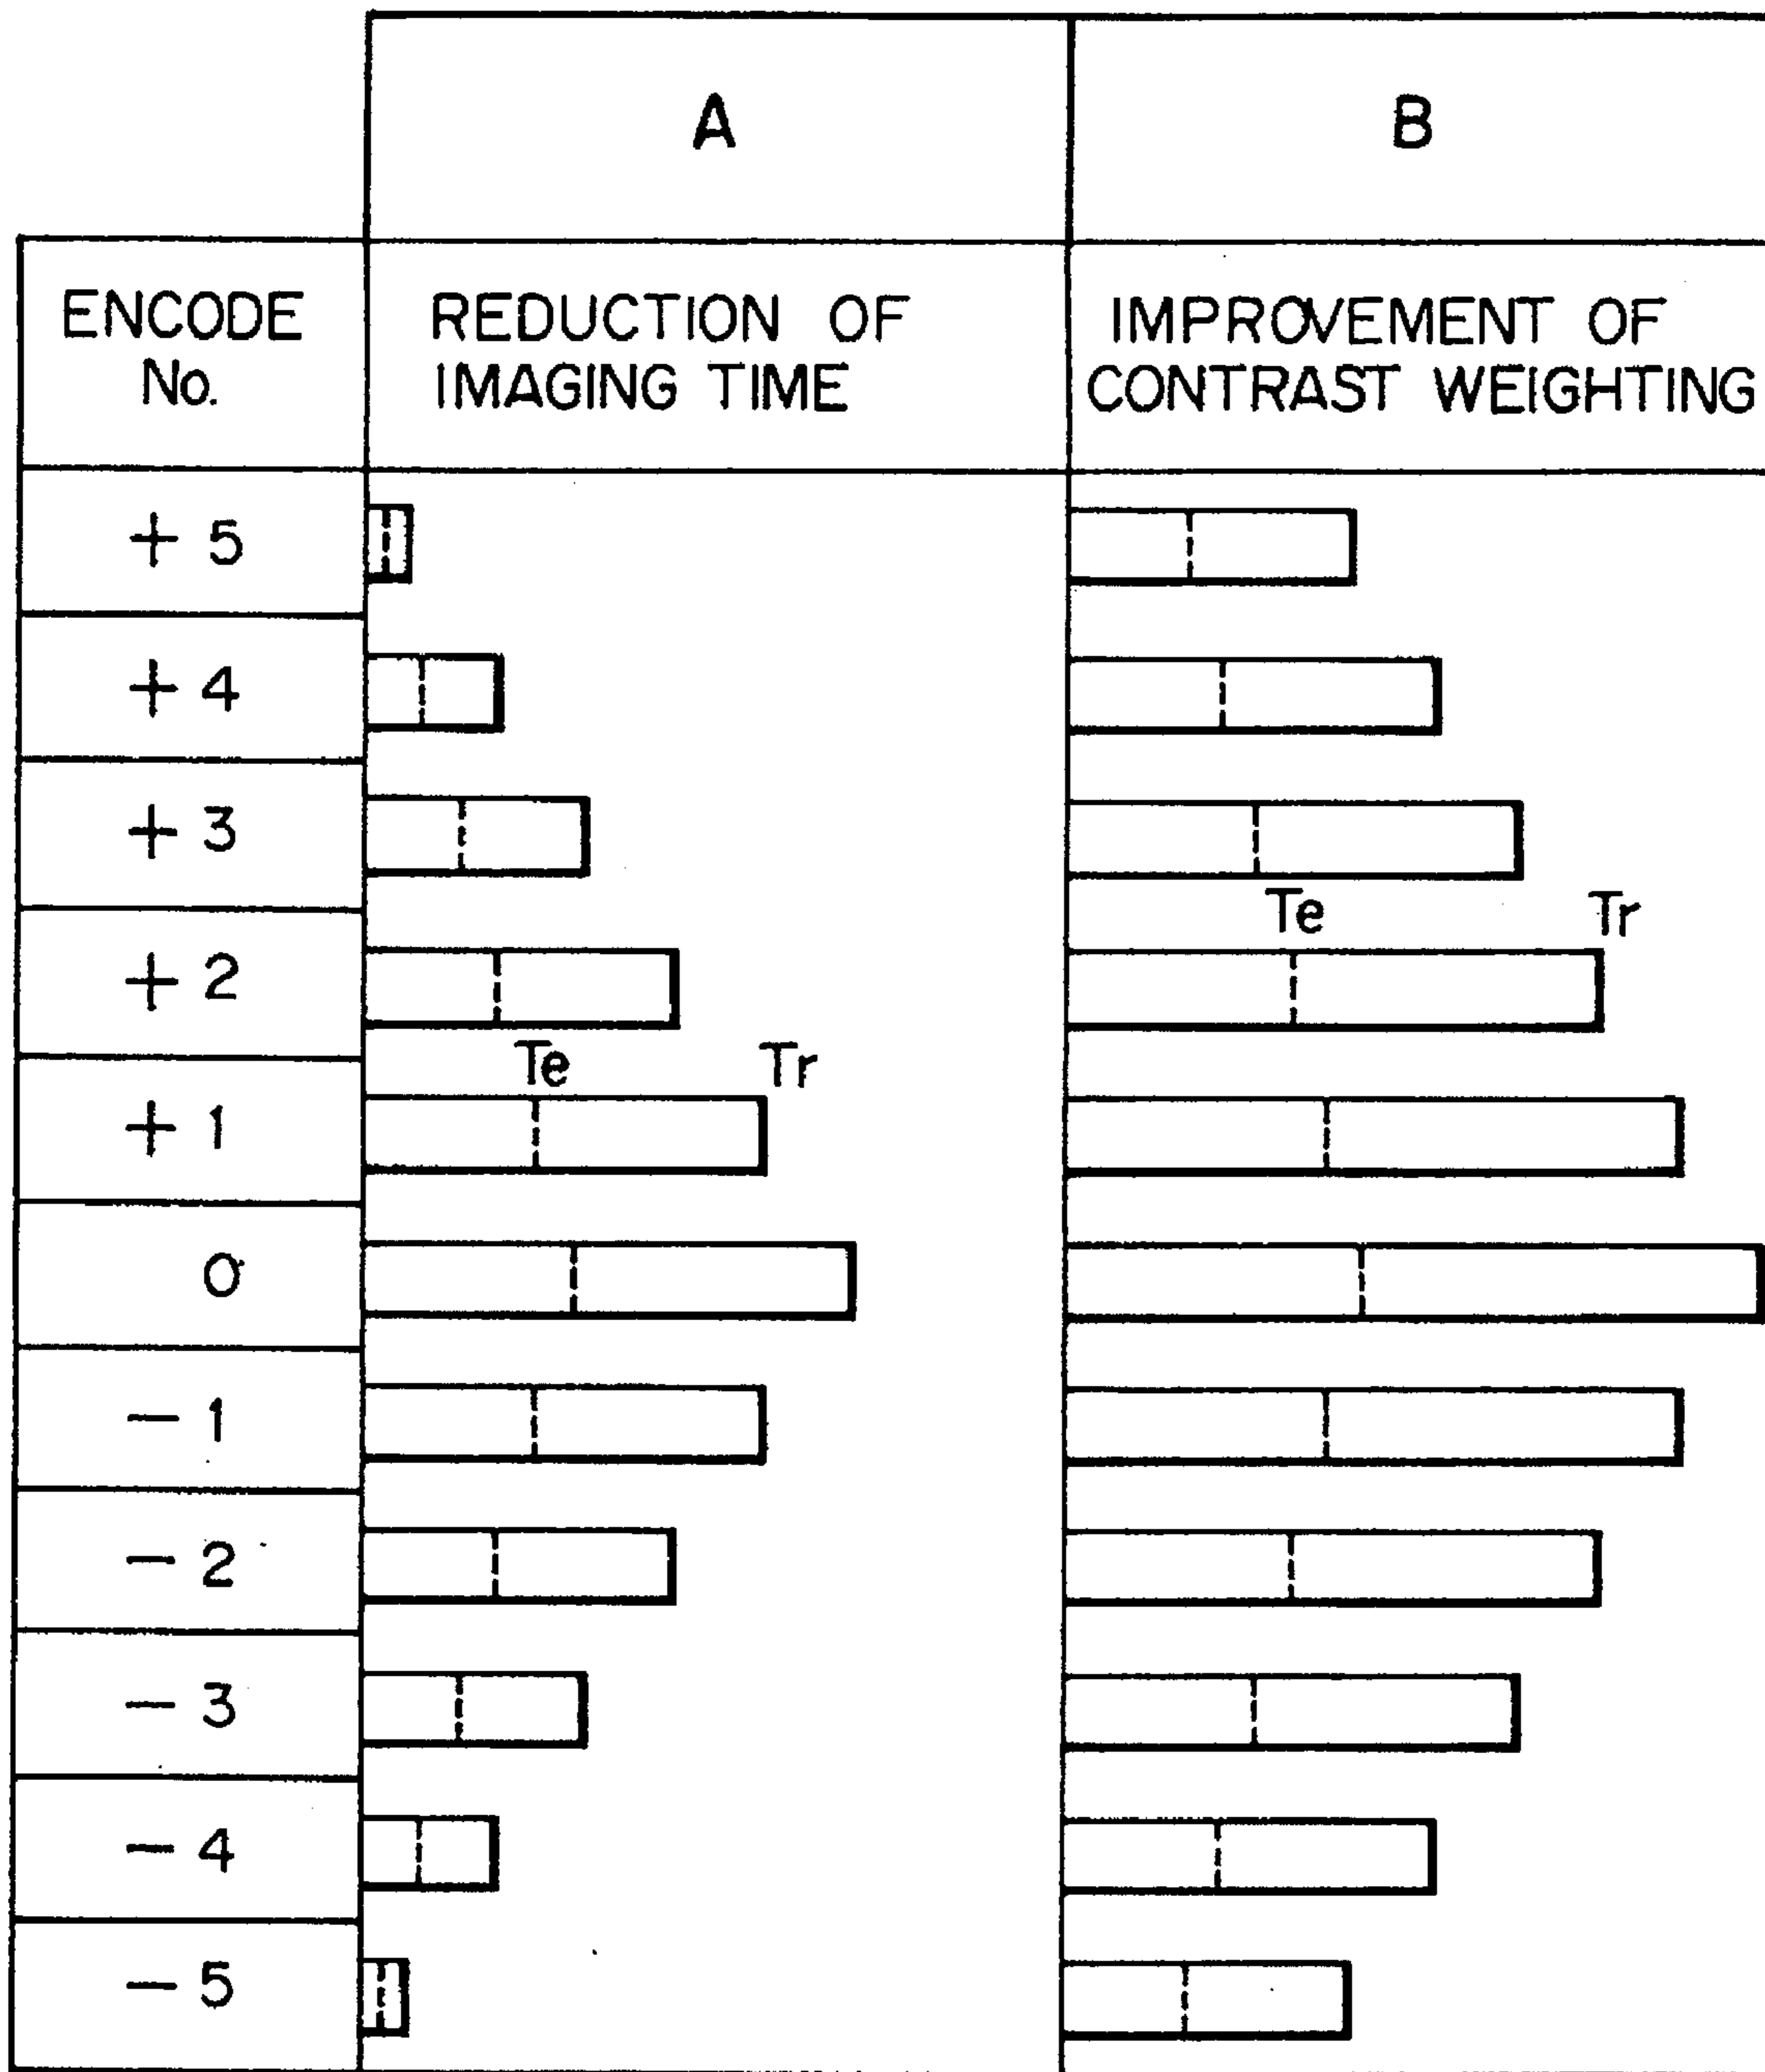 A
B
ENCODE
No.
REDUCTION OF
IMAGING TIME
IMPROVEMENT OF
CONTRAST WEIGHTING
+ 5
+ 4
+ 3
Te Tr
+ 2
Te Tr
+ 1
0
- 1
- 2
- 3
- 4
- 5